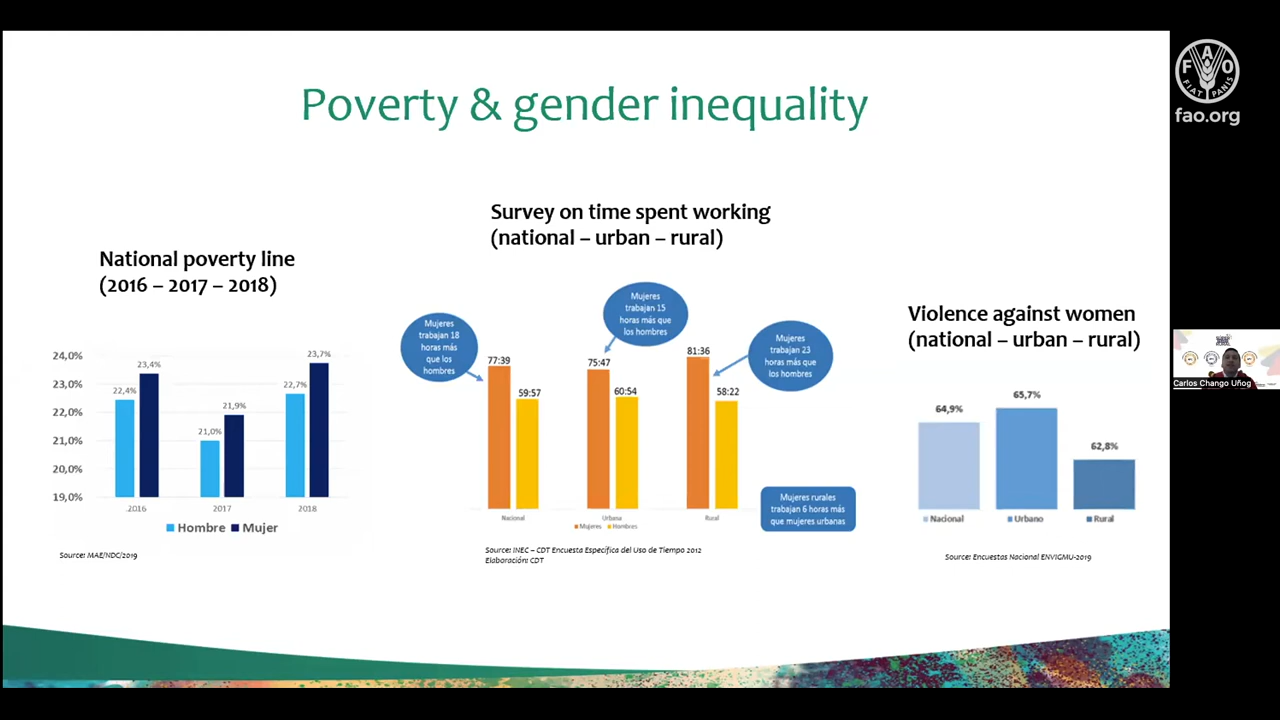 Poverty & gender inequality
FAO
FIAT PANIS
fao.org
National poverty line
(2016 – 2017 – 2018)
24,0%
23,0%
22,0%
21,0%
20,0%
19,0%
22,4%
23,4%
21,0%
21,9%
22,7%
23,7%
2016
2017
2018
Hombre
Mujer
Source: MAE/NDC/2019
Survey on time spent working
(national – urban – rural)
Mujeres
trabajan 18
horas más
que los
hombres
Mujeres
trabajan 15
horas más que
los hombres
Mujeres
trabajan 23
horas más que
los hombres
77:39
59:57
75:47
60:54
81:36
58:22
Nacional
Urbana
Rural
Mujeres
Hombres
Mujeres rurales
trabajan 6 horas más
que mujeres urbanas
Source: INEC – CDT Encuesta Específica del Uso de Tiempo 2012
Elaboración: CDT
Violence against women
(national – urban – rural)
64,9%
65,7%
62,8%
Nacional
Urbano
Rural
Source: Encuestas Nacional ENVIGMU-2019
Carlos Chango Uñog